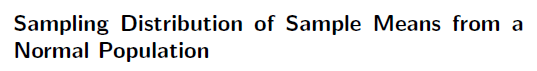 Sampling Distribution of Sample Means from a
Normal Population